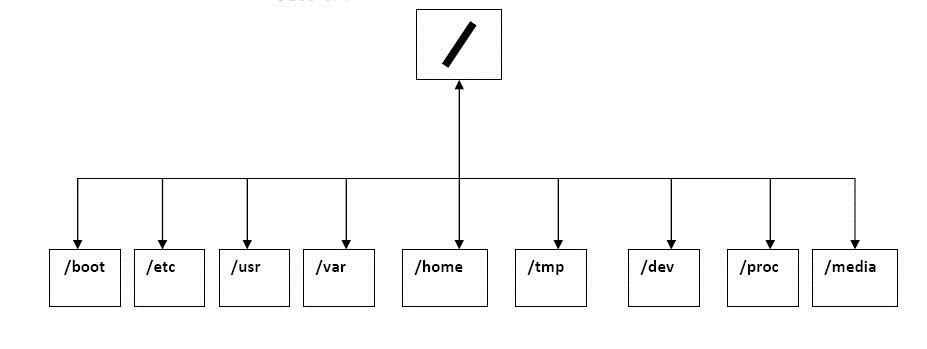 /
/boot
/etc
/usr
/var
/home
/tmp
/dev
/proc
/media